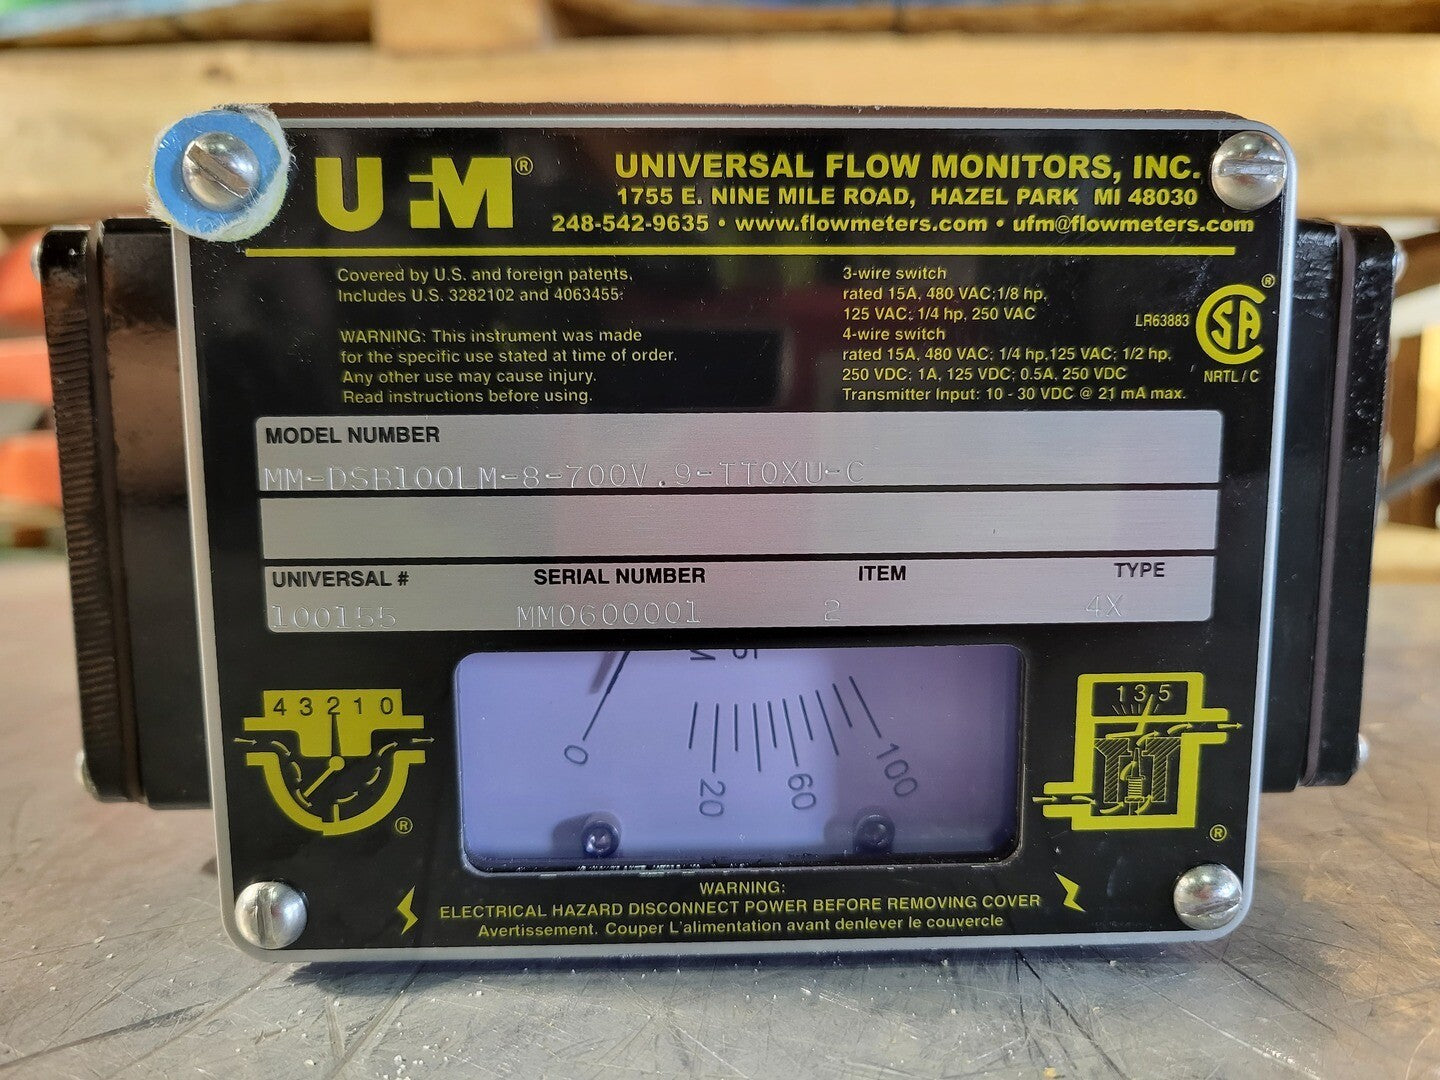 UFM®
UNIVERSAL FLOW MONITORS, INC.
1755 E. NINE MILE ROAD, HAZEL PARK MI 48030
248-542-9635 • www.flowmeters.com • ufm@flowmeters.com
Covered by U.S. and foreign patents,
Includes U.S. 3282102 and 4063455.
WARNING: This instrument was made
for the specific use stated at time of order.
Any other use may cause injury.
Read instructions before using.
3-wire switch
rated 15A, 480 VAC;1/8 hp,
125 VAC; 1/4 hp, 250 VAC
4-wire switch
rated 15A, 480 VAC; 1/4 hp,125 VAC; 1/2 hp,
250 VDC; 1A, 125 VDC; 0.5A, 250 VDC
Transmitter Input: 10 - 30 VDC @ 21 mA max.
LR63883
SA®
NRTL / C
MODEL NUMBER
MM-DSB100LM-8-700V.9-TTOXU-C
UNIVERSAL # SERIAL NUMBER ITEM TYPE
100155 MM0600001 2 4X
4 3 2 1 0
®
0 20 60 100
1 3 5
®
WARNING:
ELECTRICAL HAZARD DISCONNECT POWER BEFORE REMOVING COVER
Avertissement. Couper L'alimentation avant denlever le couvercle